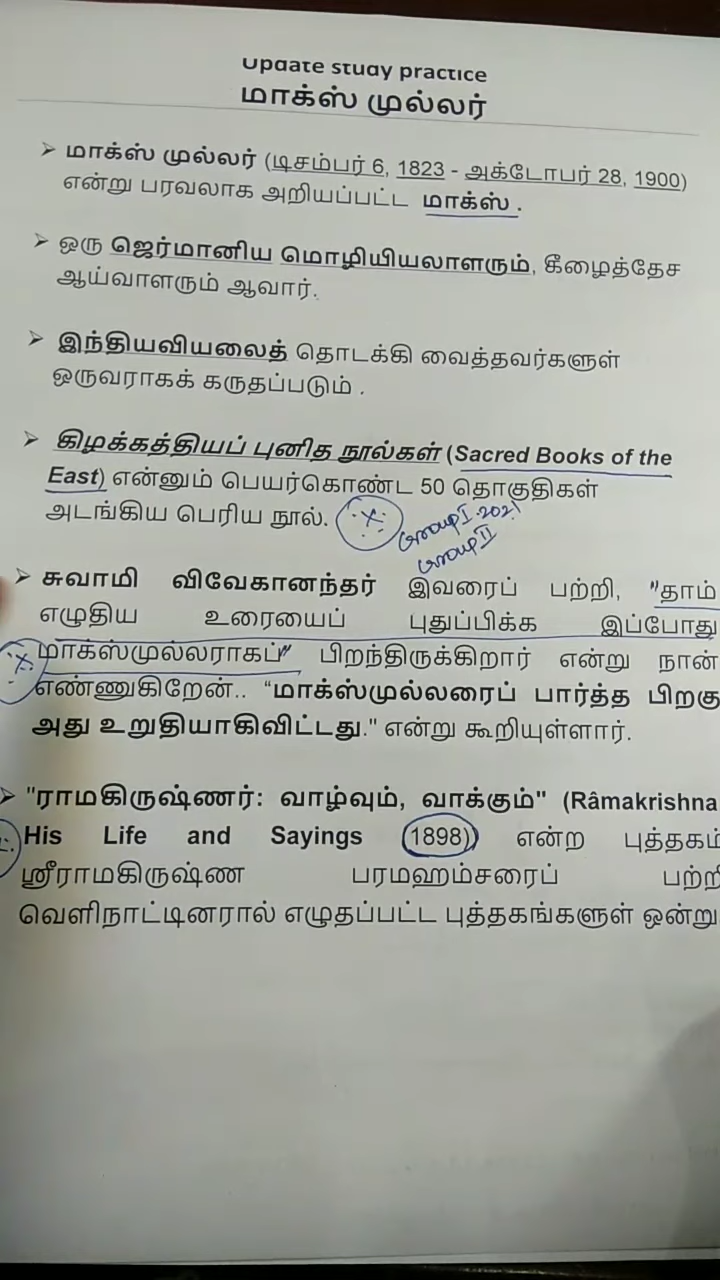 Update study practice
மாக்ஸ் முல்லர்
➤ மாக்ஸ் முல்லர் (டிசம்பர் 6, 1823 - அக்டோபர் 28, 1900)
என்று பரவலாக அறியப்பட்ட மாக்ஸ் .
➤ ஒரு ஜெர்மானிய மொழியியலாளரும், கீழைத்தேச
ஆய்வாளரும் ஆவார்.
➤ இந்தியவியலைத் தொடக்கி வைத்தவர்களுள்
ஒருவராகக் கருதப்படும் .
➤ கிழக்கத்தியப் புனித நூல்கள் (Sacred Books of the
East) என்னும் பெயர்கொண்ட 50 தொகுதிகள்
அடங்கிய பெரிய நூல்.
Group I 2021
Group II
➤ சுவாமி விவேகானந்தர் இவரைப் பற்றி, "தாம்
எழுதிய உரையைப் புதுப்பிக்க இப்போது
மாக்ஸ்முல்லராகப்" பிறந்திருக்கிறார் என்று நான்
எண்ணுகிறேன்.. "மாக்ஸ்முல்லரைப் பார்த்த பிறகு
அது உறுதியாகிவிட்டது." என்று கூறியுள்ளார்.
➤ "ராமகிருஷ்ணர்: வாழ்வும், வாக்கும்" (Râmakrishna
His Life and Sayings (1898)) என்ற புத்தகம்
ஸ்ரீராமகிருஷ்ண பரமஹம்சரைப் பற்றி
வெளிநாட்டினரால் எழுதப்பட்ட புத்தகங்களுள் ஒன்று